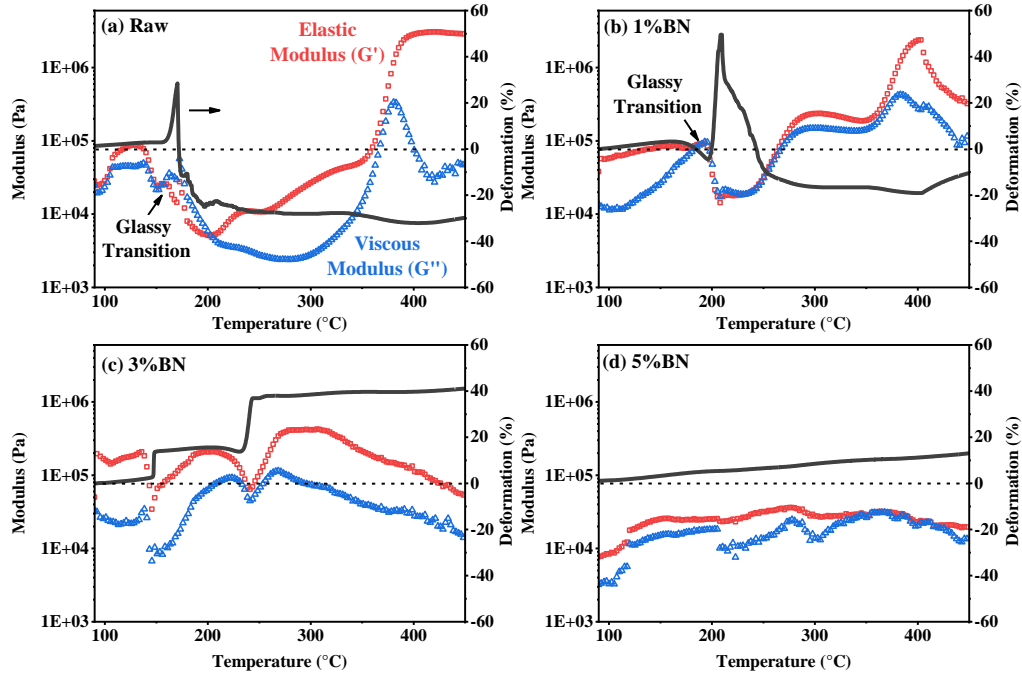 (a) Raw
Elastic
Modulus (G')
Glassy
Transition
Viscous
Modulus (G'')
Modulus (Pa)
1E+06
1E+05
1E+04
1E+03
100 200 300 400
Temperature (°C)
60
40
20
0
-20
-40
-60
Deformation (%)
(b) 1%BN
Glassy
Transition
Modulus (Pa)
1E+06
1E+05
1E+04
1E+03
100 200 300 400
Temperature (°C)
60
40
20
0
-20
-40
-60
Deformation (%)
(c) 3%BN
Modulus (Pa)
1E+06
1E+05
1E+04
1E+03
100 200 300 400
Temperature (°C)
60
40
20
0
-20
-40
-60
Deformation (%)
(d) 5%BN
Modulus (Pa)
1E+06
1E+05
1E+04
1E+03
100 200 300 400
Temperature (°C)
60
40
20
0
-20
-40
-60
Deformation (%)